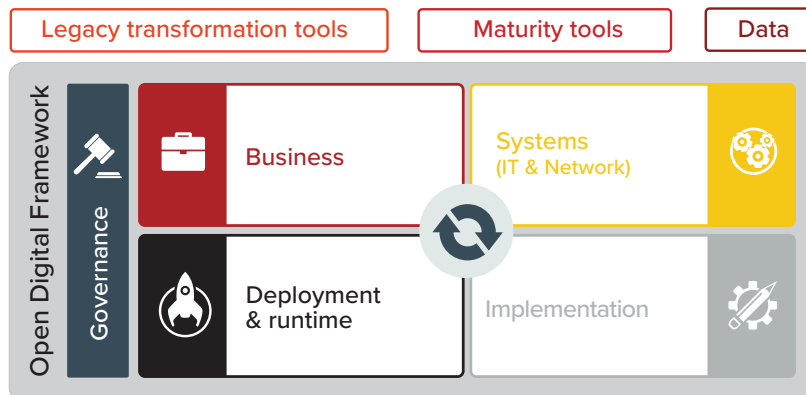 Legacy transformation tools
Maturity tools
Data
Open Digital Framework
Governance
Business
Systems
(IT & Network)
Deployment
& runtime
Implementation